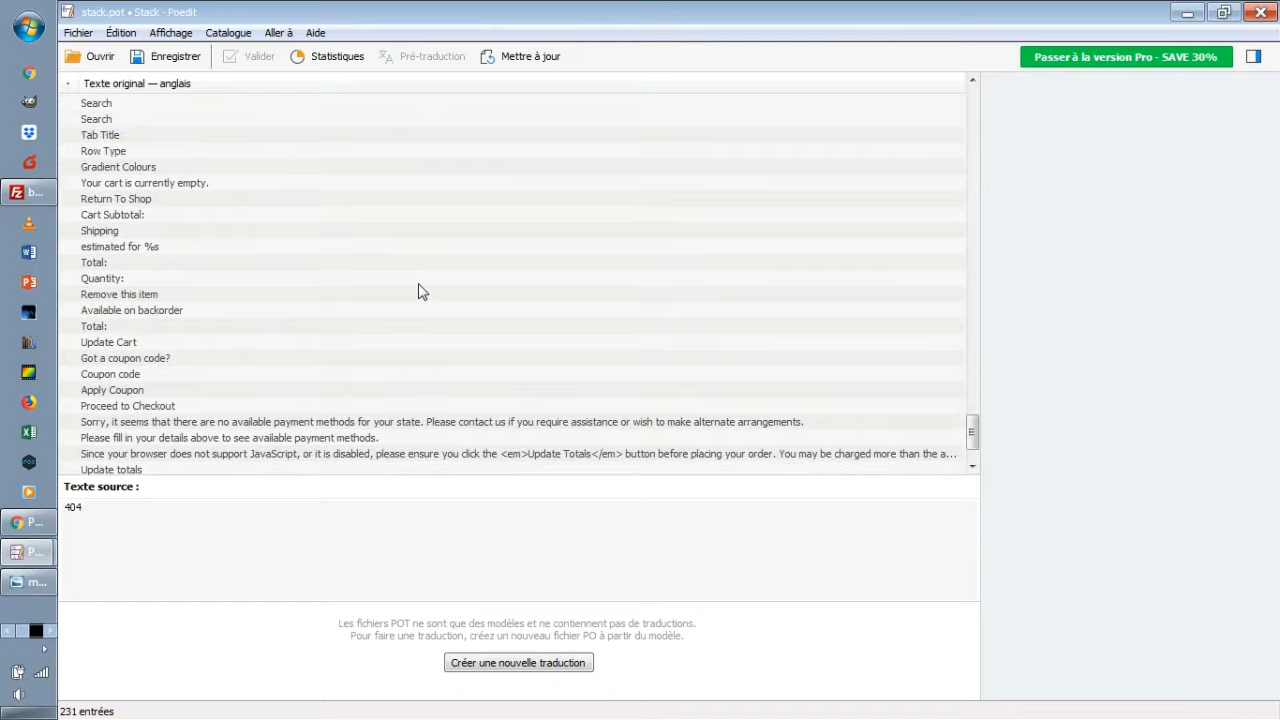 stack.pot • Stack - Poedit
Fichier Édition Affichage Catalogue Aller à Aide
Ouvrir Enregistrer Valider Statistiques Pré-traduction Mettre à jour Passer à la version Pro - SAVE 30%
Texte original — anglais
Search
Search
Tab Title
Row Type
Gradient Colours
Your cart is currently empty.
Return To Shop
Cart Subtotal:
Shipping
estimated for %s
Total:
Quantity:
Remove this item
Available on backorder
Total:
Update Cart
Got a coupon code?
Coupon code
Apply Coupon
Proceed to Checkout
Sorry, it seems that there are no available payment methods for your state. Please contact us if you require assistance or wish to make alternate arrangements.
Please fill in your details above to see available payment methods.
Since your browser does not support JavaScript, or it is disabled, please ensure you click the <em>Update Totals</em> button before placing your order. You may be charged more than the a...
Update totals
Texte source :
404
Les fichiers POT ne sont que des modèles et ne contiennent pas de traductions.
Pour faire une traduction, créez un nouveau fichier PO à partir du modèle.
Créer une nouvelle traduction
231 entrées
b...
P...
P...
m...